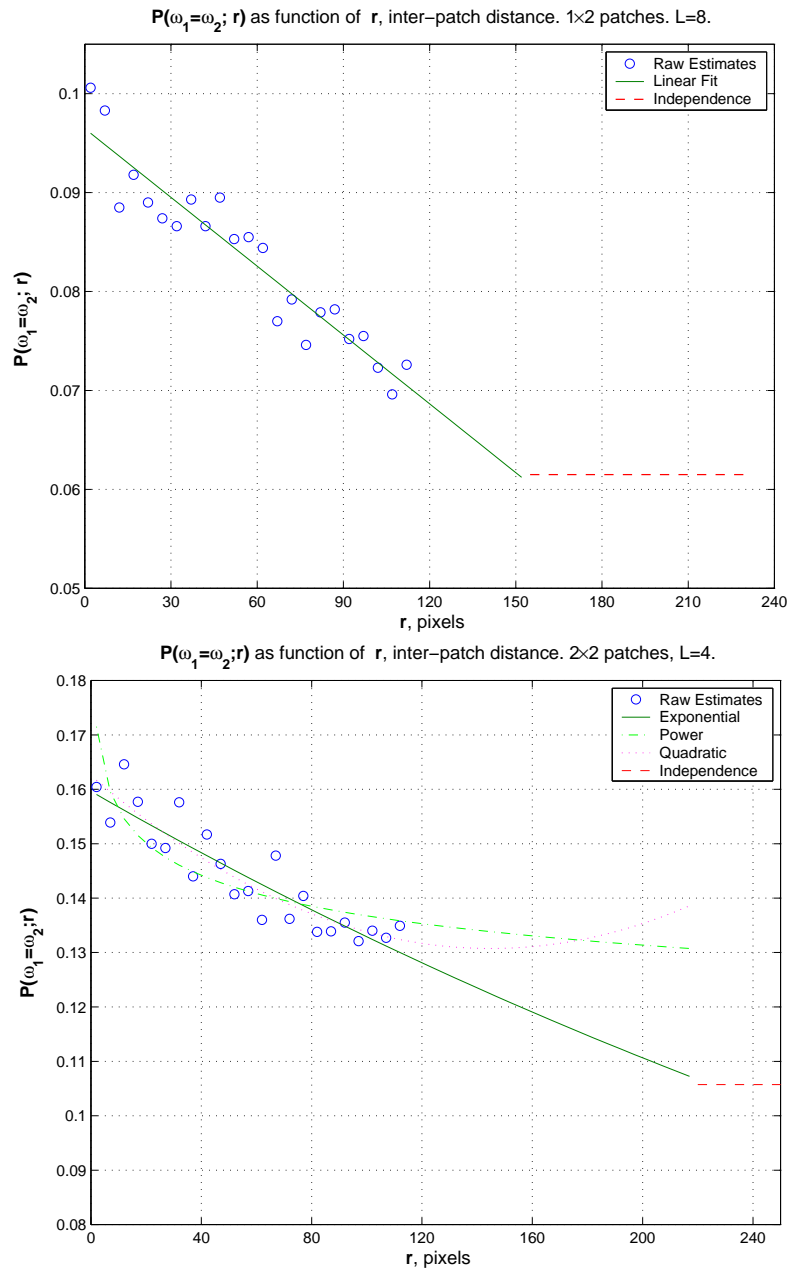 P(ω₁=ω₂; r) as function of r, inter−patch distance. 1×2 patches. L=8.
Raw Estimates
Linear Fit
Independence
0.1
0.09
0.08
0.07
0.06
0.05
P(ω₁=ω₂; r)
0 30 60 90 120 150 180 210 240
r, pixels
P(ω₁=ω₂;r) as function of r, inter−patch distance. 2×2 patches, L=4.
Raw Estimates
Exponential
Power
Quadratic
Independence
0.18
0.17
0.16
0.15
0.14
0.13
0.12
0.11
0.1
0.09
0.08
P(ω₁=ω₂;r)
0 40 80 120 160 200 240
r, pixels